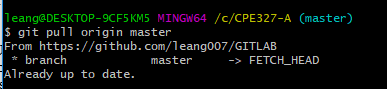 leang@DESKTOP-9CF5KM5 MINGW64 /c/CPE327-A (master)
$ git pull origin master
From https://github.com/leang007/GITLAB
 * branch            master     -> FETCH_HEAD
Already up to date.